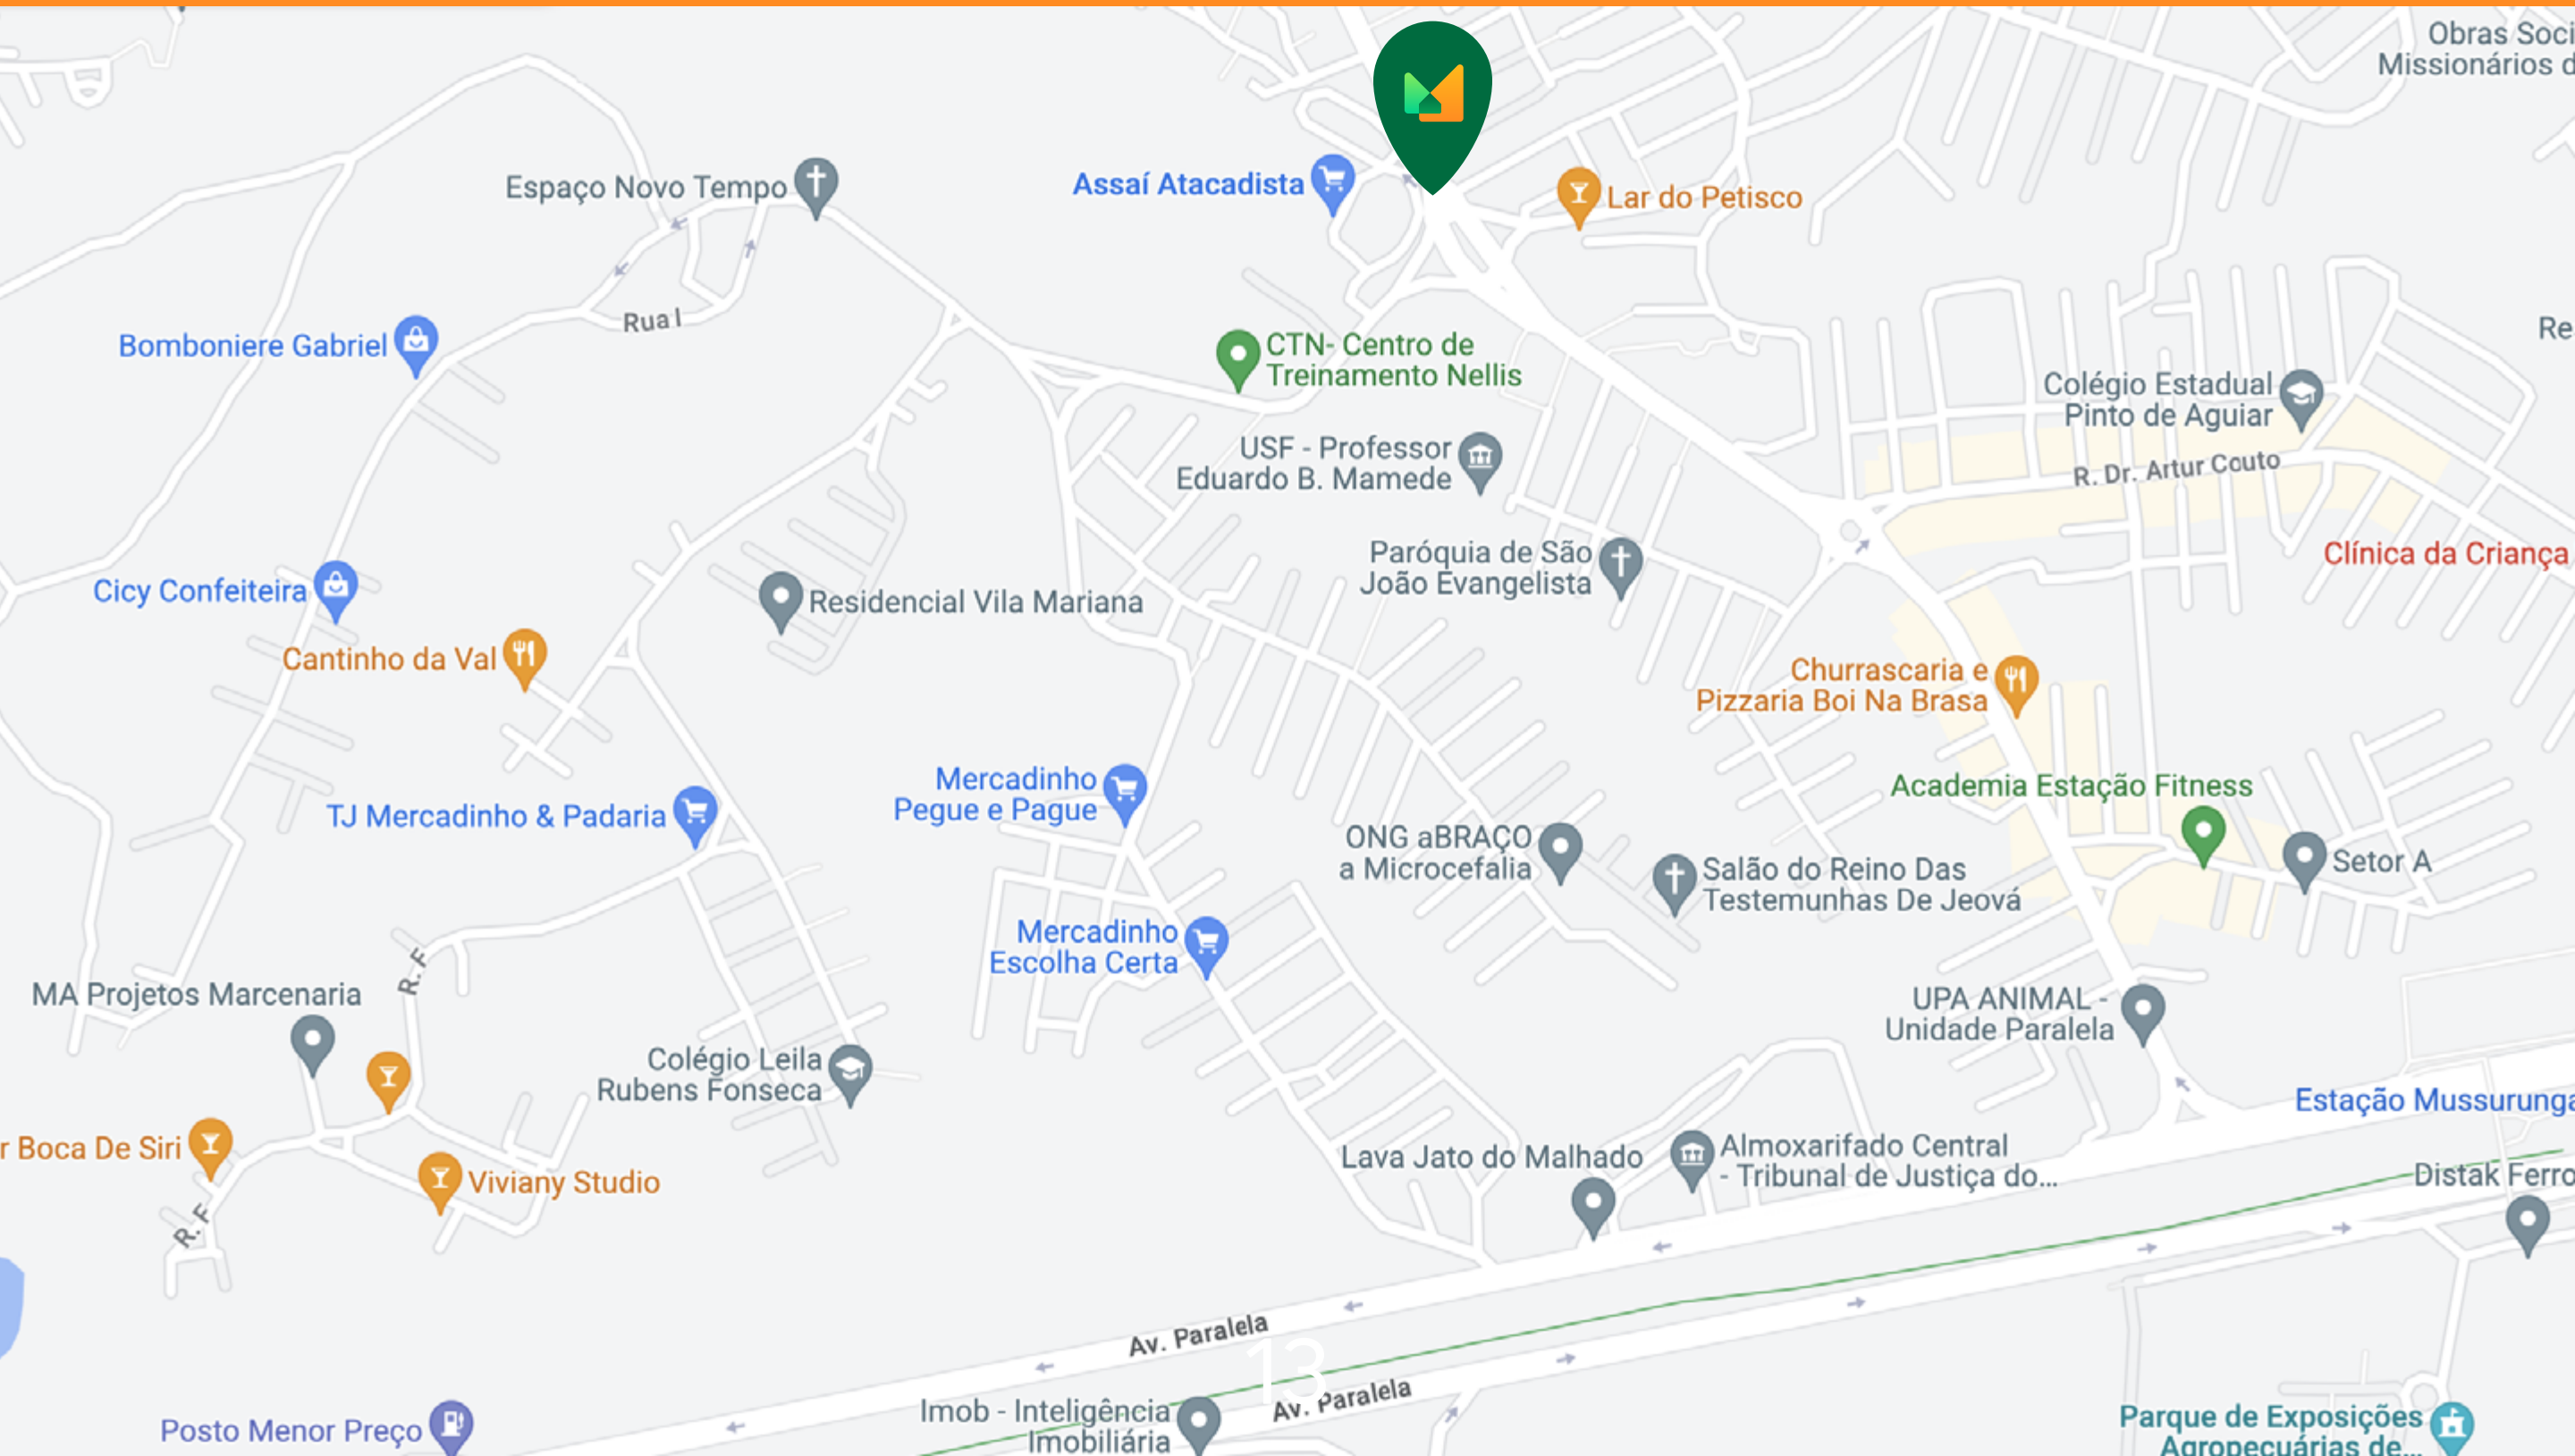 Obras Soci
Missionários d
Espaço Novo Tempo
Assaí Atacadista
Lar do Petisco
Rua I
Bomboniere Gabriel
CTN- Centro de
Treinamento Nellis
Re
Colégio Estadual
Pinto de Aguiar
USF - Professor
Eduardo B. Mamede
R. Dr. Artur Couto
Paróquia de São
João Evangelista
Clínica da Criança
Cicy Confeiteira
Residencial Vila Mariana
Cantinho da Val
Churrascaria e
Pizzaria Boi Na Brasa
Mercadinho
Pegue e Pague
Academia Estação Fitness
TJ Mercadinho & Padaria
ONG aBRAÇO
a Microcefalia
Salão do Reino Das
Testemunhas De Jeová
Setor A
Mercadinho
Escolha Certa
R. F
MA Projetos Marcenaria
UPA ANIMAL -
Unidade Paralela
Colégio Leila
Rubens Fonseca
Estação Mussurunga
r Boca De Siri
Viviany Studio
Lava Jato do Malhado
Almoxarifado Central
- Tribunal de Justiça do...
Distak Ferro
R. F
Av. Paralela
13
Av. Paralela
Imob - Inteligência
Imobiliária
Posto Menor Preço
Parque de Exposições
Agropecuárias de...